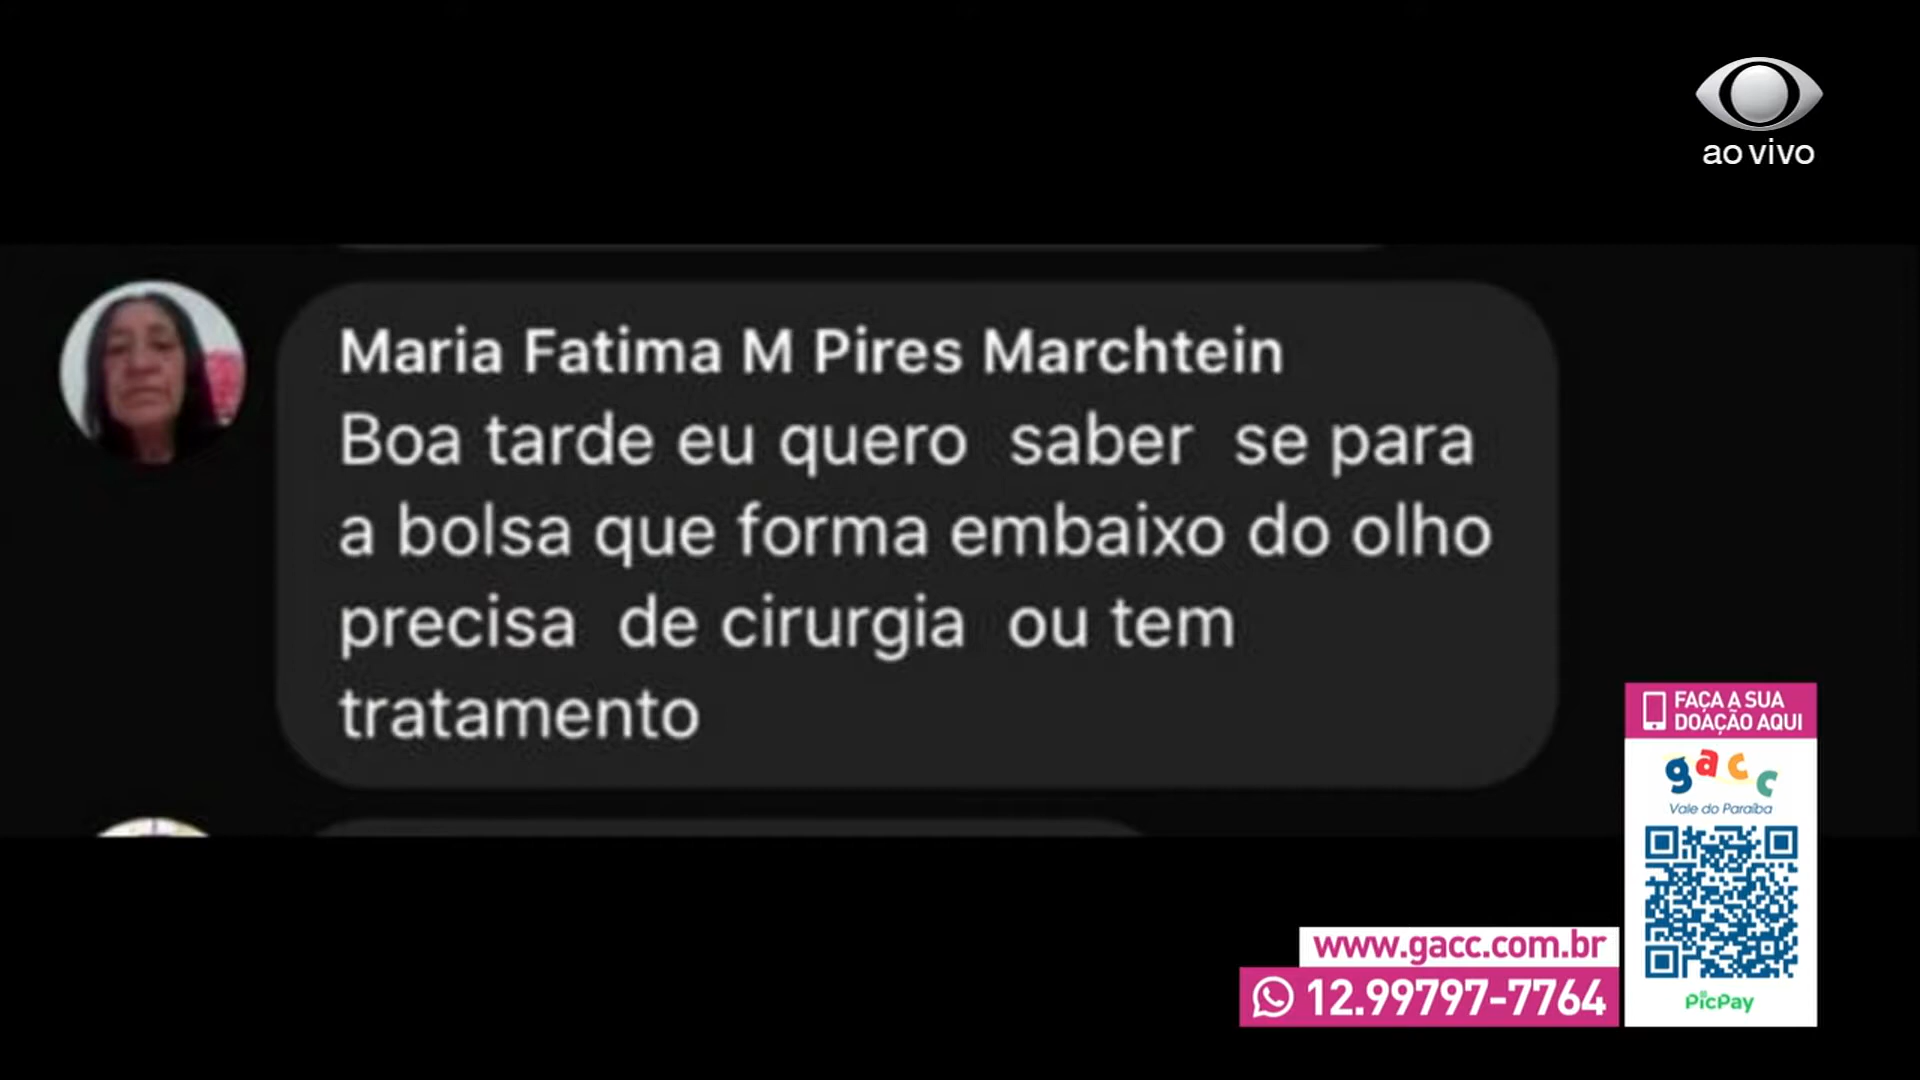 ao vivo
Maria Fatima M Pires Marchtein
Boa tarde eu quero saber se para
a bolsa que forma embaixo do olho
precisa de cirurgia ou tem
tratamento
FAÇA A SUA
DOAÇÃO AQUI
gacc
Vale do Paraíba
PicPay
www.gacc.com.br
12.99797-7764